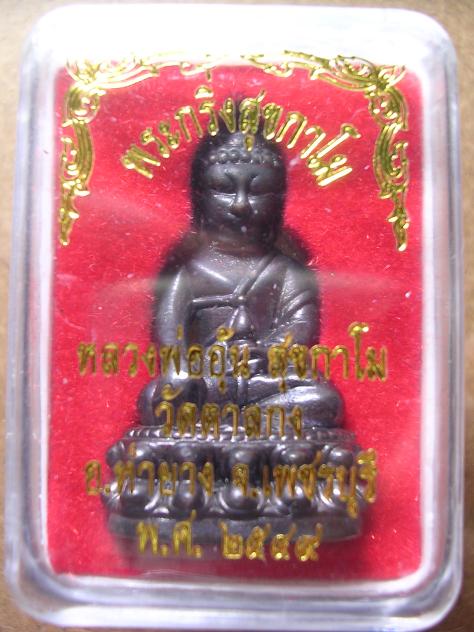 พระกริ่งสุขกาโม
หลวงพ่ออุ้น สุขกาโม
วัดตาลกง
อ.ท่ายาง จ.เพชรบุรี
พ.ศ. ๒๕๔๙